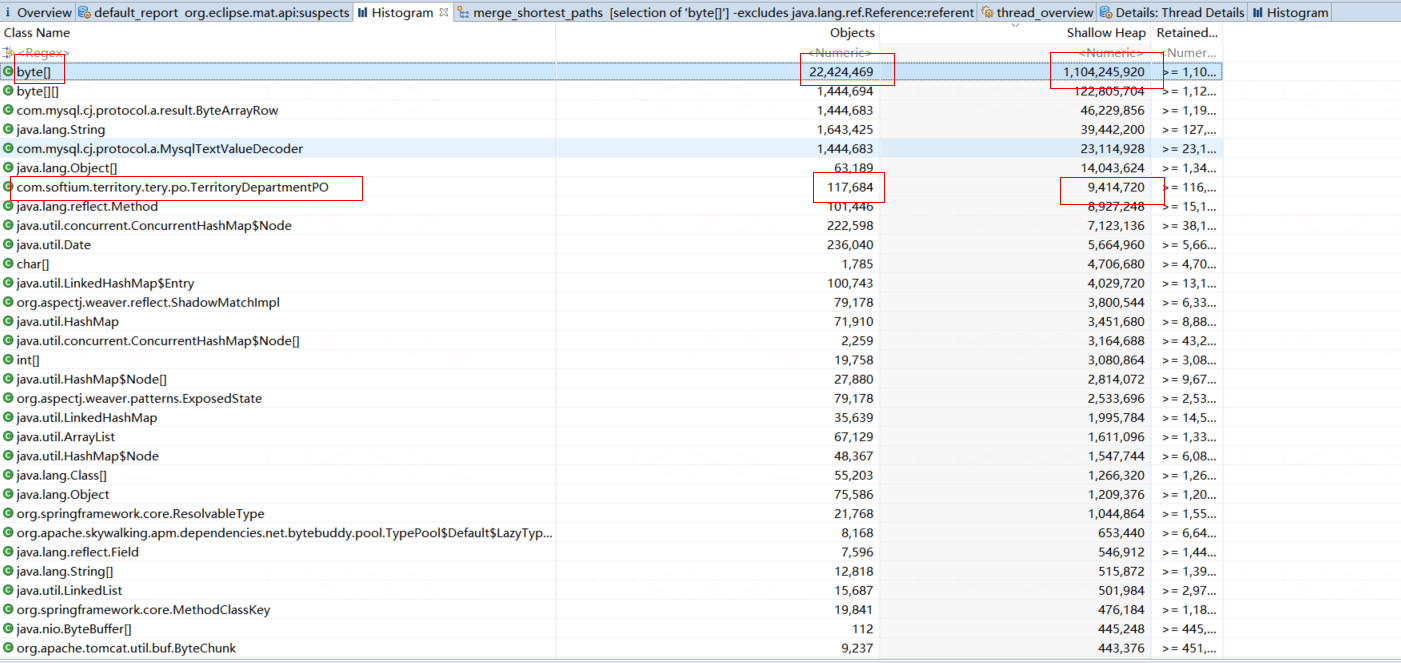 Overview default_report org.eclipse.mat.api:suspects Histogram merge_shortest_paths [selection of 'byte[]'] -excludes java.lang.ref.Reference:referent thread_overview Details: Thread Details Histogram
Class Name Objects Shallow Heap Retained...
<Regex> <Numeric> <Numeric> <Numer...
byte[] 22,424,469 1,104,245,920 >= 1,10...
byte[][] 1,444,694 122,805,704 >= 1,12...
com.mysql.cj.protocol.a.result.ByteArrayRow 1,444,683 46,229,856 >= 1,19...
java.lang.String 1,643,425 39,442,200 >= 127,...
com.mysql.cj.protocol.a.MysqlTextValueDecoder 1,444,683 23,114,928 >= 23,1...
java.lang.Object[] 63,189 14,043,624 >= 1,34...
com.softium.territory.tery.po.TerritoryDepartmentPO 117,684 9,414,720 >= 116,...
java.lang.reflect.Method 101,446 8,927,248 >= 15,1...
java.util.concurrent.ConcurrentHashMap$Node 222,598 7,123,136 >= 38,1...
java.util.Date 236,040 5,664,960 >= 5,66...
char[] 1,785 4,706,680 >= 4,70...
java.util.LinkedHashMap$Entry 100,743 4,029,720 >= 13,1...
org.aspectj.weaver.reflect.ShadowMatchImpl 79,178 3,800,544 >= 6,33...
java.util.HashMap 71,910 3,451,680 >= 8,88...
java.util.concurrent.ConcurrentHashMap$Node[] 2,259 3,164,688 >= 43,2...
int[] 19,758 3,080,864 >= 3,08...
java.util.HashMap$Node[] 27,880 2,814,072 >= 9,67...
org.aspectj.weaver.patterns.ExposedState 79,178 2,533,696 >= 2,53...
java.util.LinkedHashMap 35,639 1,995,784 >= 14,5...
java.util.ArrayList 67,129 1,611,096 >= 1,33...
java.util.HashMap$Node 48,367 1,547,744 >= 6,08...
java.lang.Class[] 55,203 1,266,320 >= 1,26...
java.lang.Object 75,586 1,209,376 >= 1,20...
org.springframework.core.ResolvableType 21,768 1,044,864 >= 1,55...
org.apache.skywalking.apm.dependencies.net.bytebuddy.pool.TypePool$Default$LazyTyp... 8,168 653,440 >= 6,64...
java.lang.reflect.Field 7,596 546,912 >= 1,44...
java.lang.String[] 12,818 515,872 >= 1,39...
java.util.LinkedList 15,687 501,984 >= 2,97...
org.springframework.core.MethodClassKey 19,841 476,184 >= 1,18...
java.nio.ByteBuffer[] 112 445,248 >= 445,...
org.apache.tomcat.util.buf.ByteChunk 9,237 443,376 >= 451,...